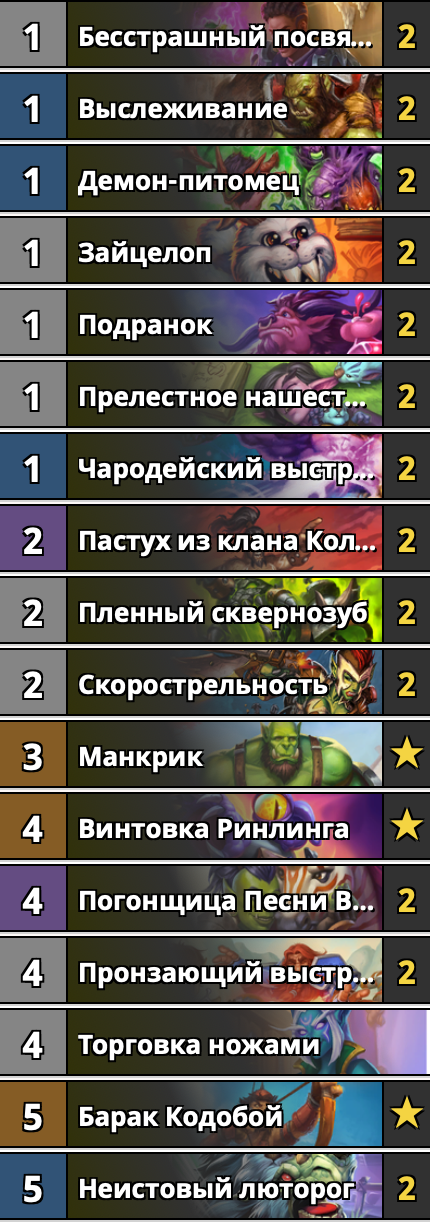 1 Бесстрашный посвя... 2
1 Выслеживание 2
1 Демон-питомец 2
1 Зайцелоп 2
1 Подранок 2
1 Прелестное нашест... 2
1 Чародейский выстр... 2
2 Пастух из клана Кол... 2
2 Пленный сквернозуб 2
2 Скорострельность 2
3 Манкрик ★
4 Винтовка Ринлинга ★
4 Погонщица Песни В... 2
4 Пронзающий выстр... 2
4 Торговка ножами
5 Барак Кодобой ★
5 Неистовый люторог 2